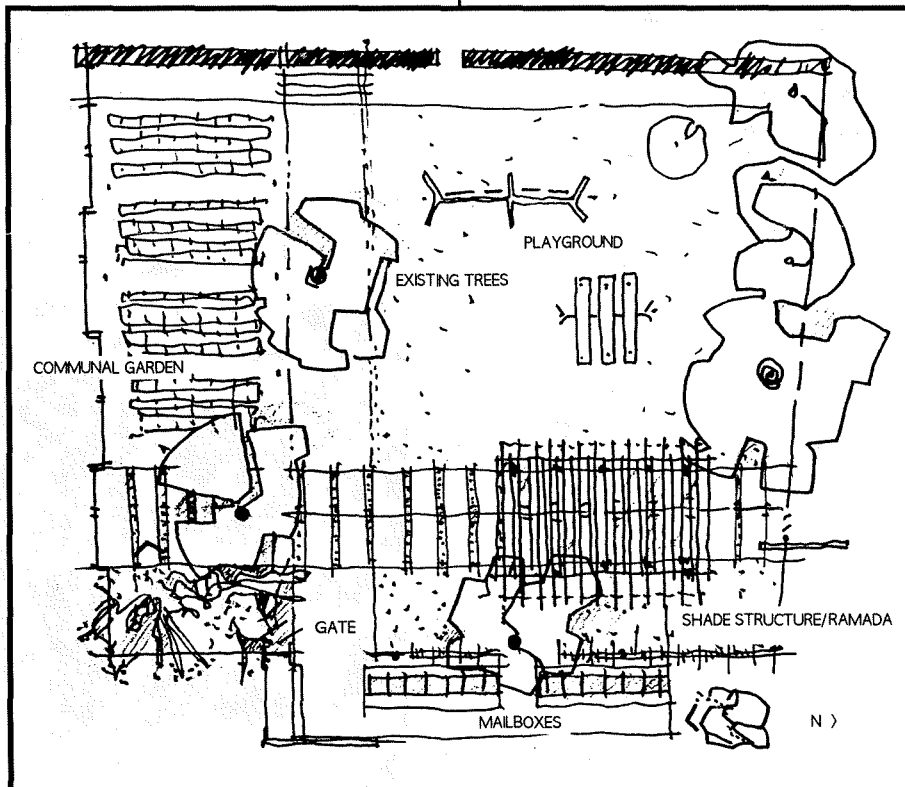 PLAYGROUND
EXISTING TREES
COMMUNAL GARDEN
GATE
SHADE STRUCTURE/RAMADA
MAILBOXES
N 〉